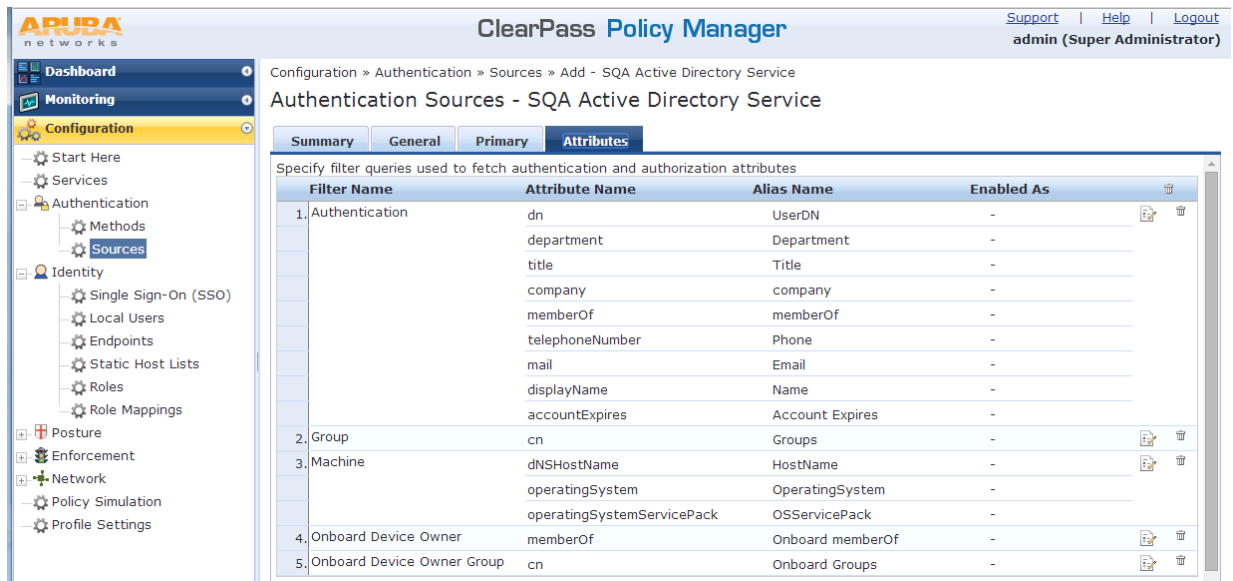 ARUBA
networks
ClearPass Policy Manager
Support | Help | Logout
admin (Super Administrator)
Dashboard
Monitoring
Configuration
Start Here
Services
Authentication
Methods
Sources
Identity
Single Sign-On (SSO)
Local Users
Endpoints
Static Host Lists
Roles
Role Mappings
Posture
Enforcement
Network
Policy Simulation
Profile Settings
Configuration » Authentication » Sources » Add - SQA Active Directory Service
Authentication Sources - SQA Active Directory Service
Summary General Primary Attributes
Specify filter queries used to fetch authentication and authorization attributes
Filter Name Attribute Name Alias Name Enabled As
1. Authentication dn UserDN -
department Department -
title Title -
company company -
memberOf memberOf -
telephoneNumber Phone -
mail Email -
displayName Name -
accountExpires Account Expires -
2. Group cn Groups -
3. Machine dNSHostName HostName -
operatingSystem OperatingSystem -
operatingSystemServicePack OSServicePack -
4. Onboard Device Owner memberOf Onboard memberOf -
5. Onboard Device Owner Group cn Onboard Groups -